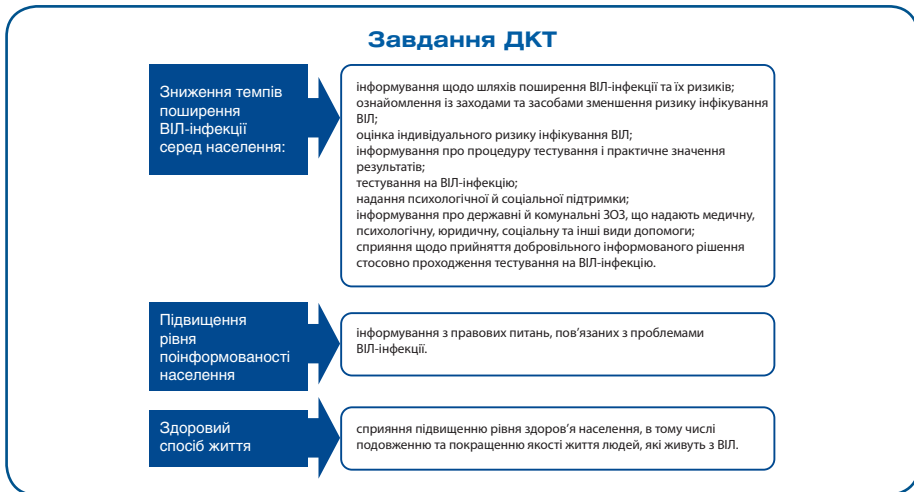 Завдання ДКТ
Зниження темпів
поширення
ВІЛ-інфекції
серед населення:
інформування щодо шляхів поширення ВІЛ-інфекції та їх ризиків;
ознайомлення із заходами та засобами зменшення ризику інфікування
ВІЛ;
оцінка індивідуального ризику інфікування ВІЛ;
інформування про процедуру тестування і практичне значення
результатів;
тестування на ВІЛ-інфекцію;
надання психологічної й соціальної підтримки;
інформування про державні й комунальні ЗОЗ, що надають медичну,
психологічну, юридичну, соціальну та інші види допомоги;
сприяння щодо прийняття добровільного інформованого рішення
стосовно проходження тестування на ВІЛ-інфекцію.
Підвищення
рівня
поінформованості
населення
інформування з правових питань, пов’язаних з проблемами
ВІЛ-інфекції.
Здоровий
спосіб життя
сприяння підвищенню рівня здоров’я населення, в тому числі
подовженню та покращенню якості життя людей, які живуть з ВІЛ.